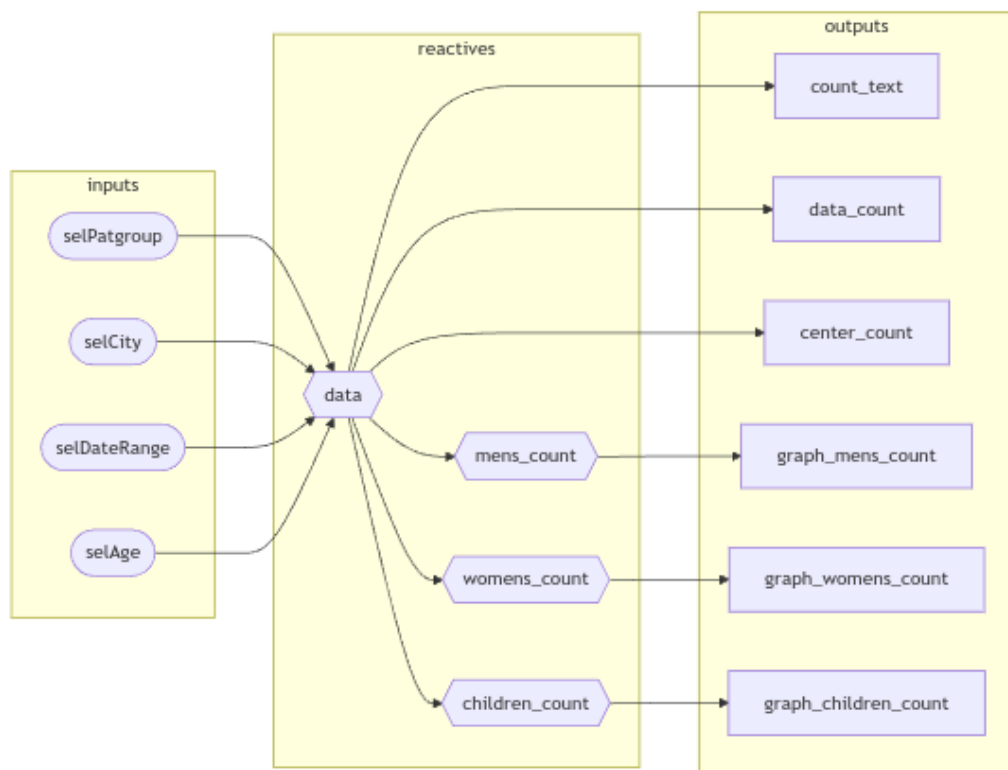 inputs
selPatgroup
selCity
selDateRange
selAge
reactives
data
mens_count
womens_count
children_count
outputs
count_text
data_count
center_count
graph_mens_count
graph_womens_count
graph_children_count